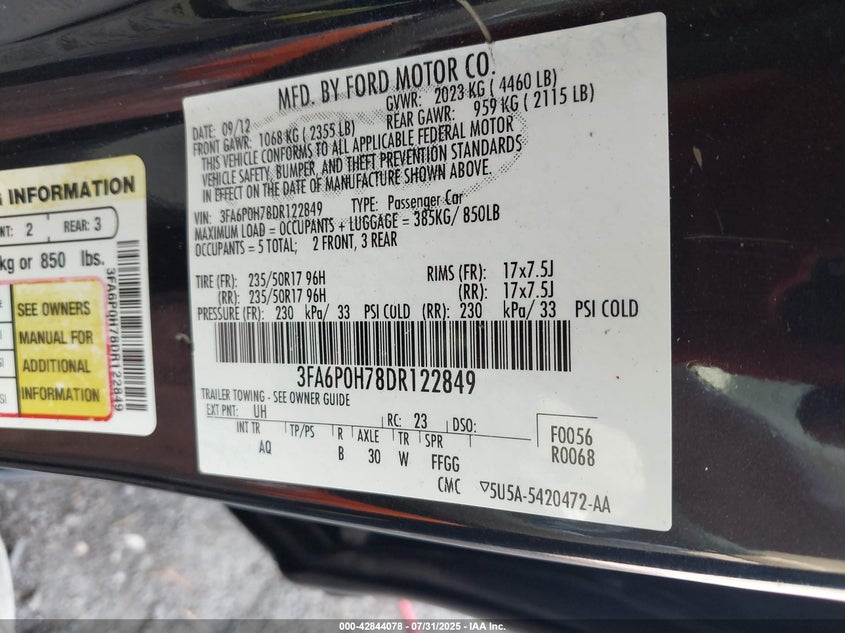 MFD. BY FORD MOTOR CO.
DATE: 09/12 GVWR: 2023 KG ( 4460 LB)
FRONT GAWR: 1068 KG ( 2355 LB) REAR GAWR: 959 KG ( 2115 LB)
THIS VEHICLE CONFORMS TO ALL APPLICABLE FEDERAL MOTOR
VEHICLE SAFETY, BUMPER, AND THEFT PREVENTION STANDARDS
IN EFFECT ON THE DATE OF MANUFACTURE SHOWN ABOVE.
VIN: 3FA6P0H78DR122849 TYPE: Passenger Car
MAXIMUM LOAD = OCCUPANTS + LUGGAGE = 385KG/ 850LB
OCCUPANTS = 5 TOTAL; 2 FRONT, 3 REAR
TIRE (FR): 235/50R17 96H RIMS (FR): 17x7.5J
(RR): 235/50R17 96H (RR): 17x7.5J
PRESSURE (FR): 230 kPa/ 33 PSI COLD (RR): 230 kPa/ 33 PSI COLD
3FA6P0H78DR122849
TRAILER TOWING - SEE OWNER GUIDE
EXT PNT: UH RC: 23 DSO:
INT TR TP/PS R AXLE TR SPR
AQ B 30 W FFGG
F0056
R0068
CMC ▽5U5A-5420472-AA
INFORMATION
NT: 2 REAR: 3
kg or 850 lbs.
SEE OWNERS
MANUAL FOR
ADDITIONAL
INFORMATION
3FA6P0H78DR122849
000-42844078 - 07/31/2025 - IAA Inc.